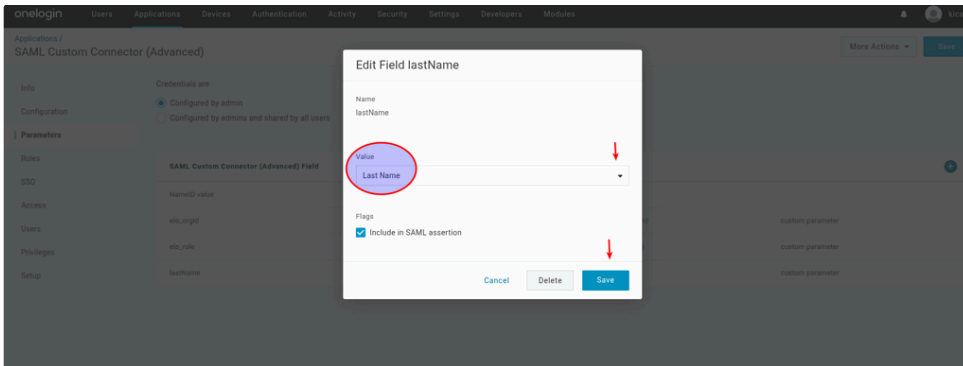 onelogin Users Applications Devices Authentication Activity Security Settings Developers Modules
Applications /
SAML Custom Connector (Advanced)
More Actions
Save
Info
Configuration
Parameters
Rules
SSO
Access
Users
Privileges
Setup
Credentials are
Configured by admin
Configured by admins and shared by all users
SAML Custom Connector (Advanced) Field
NameID value
custom parameter
custom parameter
lastName
custom parameter
Edit Field lastName
Name
lastName
Value
Last Name
Flags
Include in SAML assertion
Cancel
Delete
Save